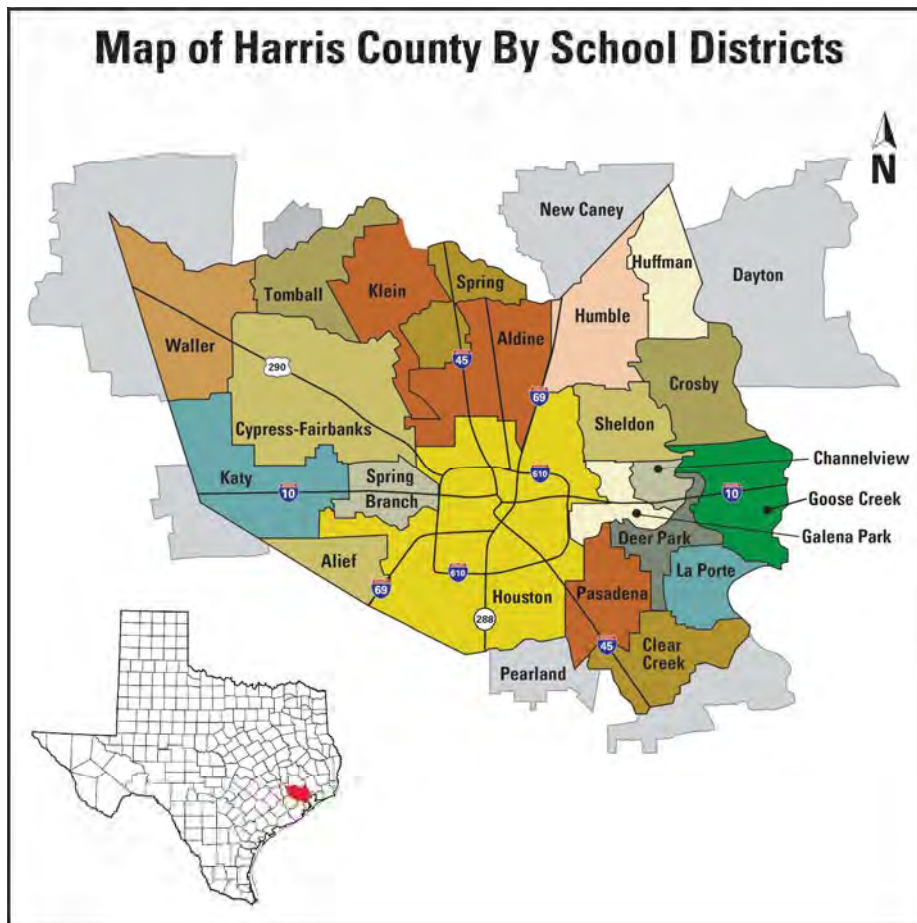 Map of Harris County By School Districts
N
New Caney
Huffman
Dayton
Spring
Tomball
Klein
Humble
Waller
Aldine
45
290
Crosby
69
Sheldon
Cypress-Fairbanks
Channelview
Katy
Spring
610
10
10
Branch
Goose Creek
Galena Park
Deer Park
Alief
La Porte
610
69
Pasadena
Houston
288
45
Clear
Creek
Pearland